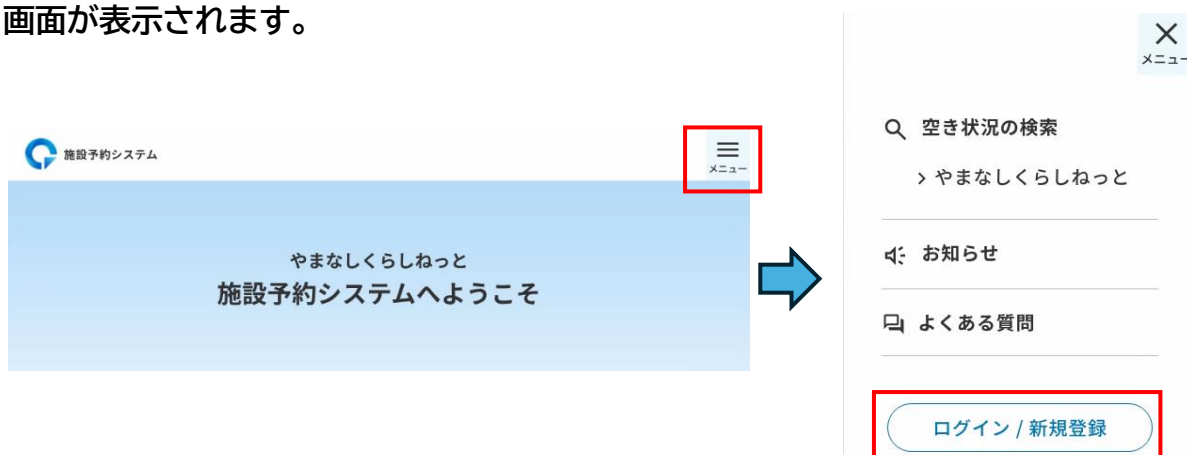 画面が表示されます。
施設予約システム
メニュー
やまなしくらしねっと
施設予約システムへようこそ
メニュー
空き状況の検索
やまなしくらしねっと
お知らせ
よくある質問
ログイン / 新規登録